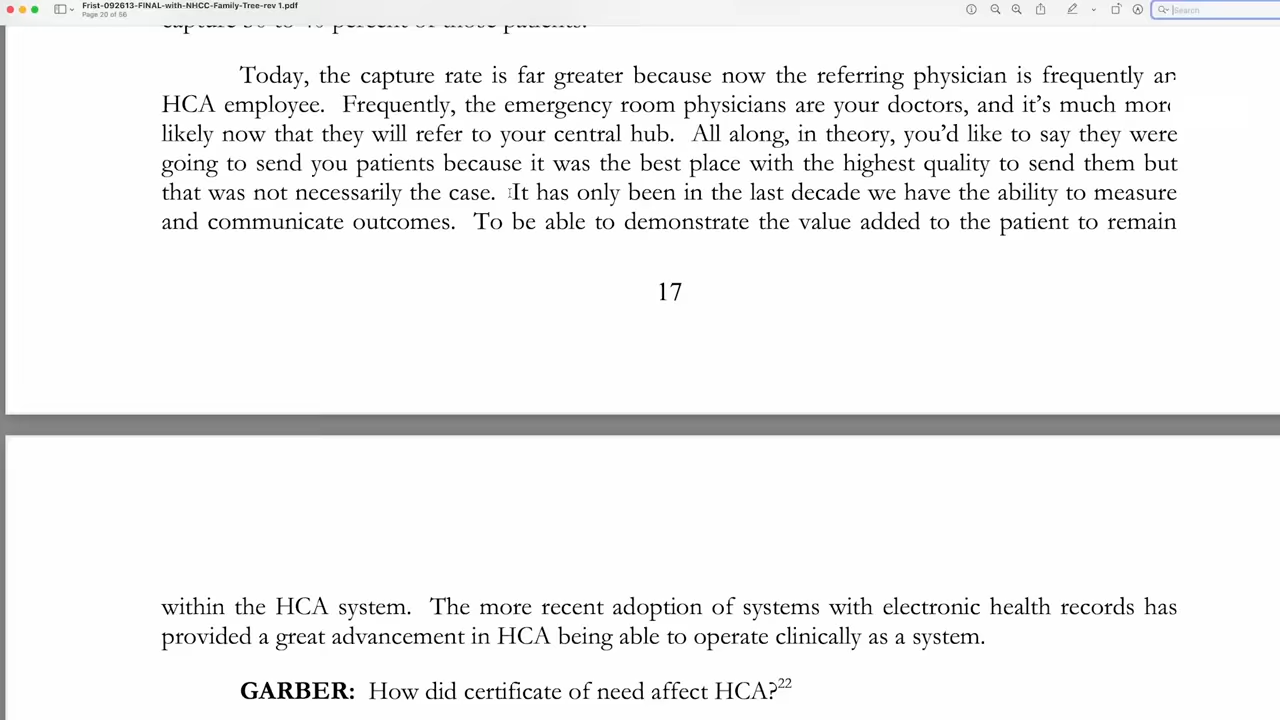 Frist-092613-FINAL-with-NHCC-Family-Tree-rev 1.pdf
Page 20 of 56
Search
Today, the capture rate is far greater because now the referring physician is frequently an
HCA employee. Frequently, the emergency room physicians are your doctors, and it's much more
likely now that they will refer to your central hub. All along, in theory, you'd like to say they were
going to send you patients because it was the best place with the highest quality to send them but
that was not necessarily the case. It has only been in the last decade we have the ability to measure
and communicate outcomes. To be able to demonstrate the value added to the patient to remain
17
within the HCA system. The more recent adoption of systems with electronic health records has
provided a great advancement in HCA being able to operate clinically as a system.
GARBER: How did certificate of need affect HCA?22